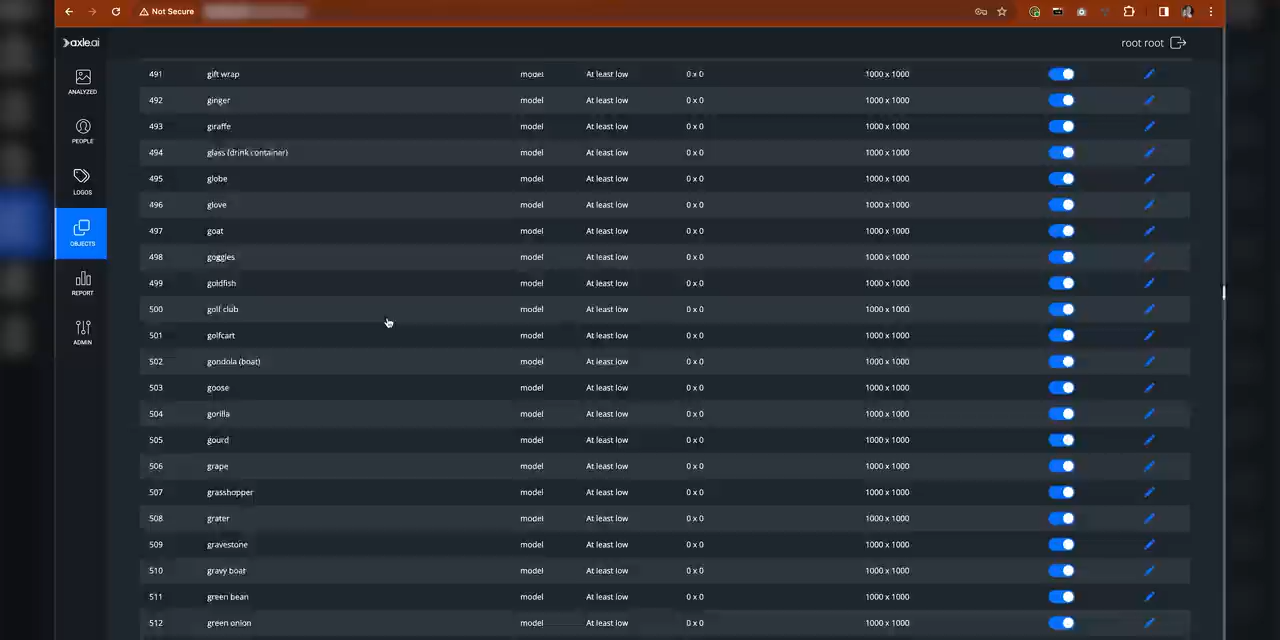 Not Secure
axle.ai
root root
ANALYZED
PEOPLE
LOGOS
OBJECTS
REPORT
ADMIN
491 gift wrap model At least low 0 x 0 1000 x 1000
492 ginger model At least low 0 x 0 1000 x 1000
493 giraffe model At least low 0 x 0 1000 x 1000
494 glass (drink container) model At least low 0 x 0 1000 x 1000
495 globe model At least low 0 x 0 1000 x 1000
496 glove model At least low 0 x 0 1000 x 1000
497 goat model At least low 0 x 0 1000 x 1000
498 goggles model At least low 0 x 0 1000 x 1000
499 goldfish model At least low 0 x 0 1000 x 1000
500 golf club model At least low 0 x 0 1000 x 1000
501 golfcart model At least low 0 x 0 1000 x 1000
502 gondola (boat) model At least low 0 x 0 1000 x 1000
503 goose model At least low 0 x 0 1000 x 1000
504 gorilla model At least low 0 x 0 1000 x 1000
505 gourd model At least low 0 x 0 1000 x 1000
506 grape model At least low 0 x 0 1000 x 1000
507 grasshopper model At least low 0 x 0 1000 x 1000
508 grater model At least low 0 x 0 1000 x 1000
509 gravestone model At least low 0 x 0 1000 x 1000
510 gravy boat model At least low 0 x 0 1000 x 1000
511 green bean model At least low 0 x 0 1000 x 1000
512 green onion model At least low 0 x 0 1000 x 1000